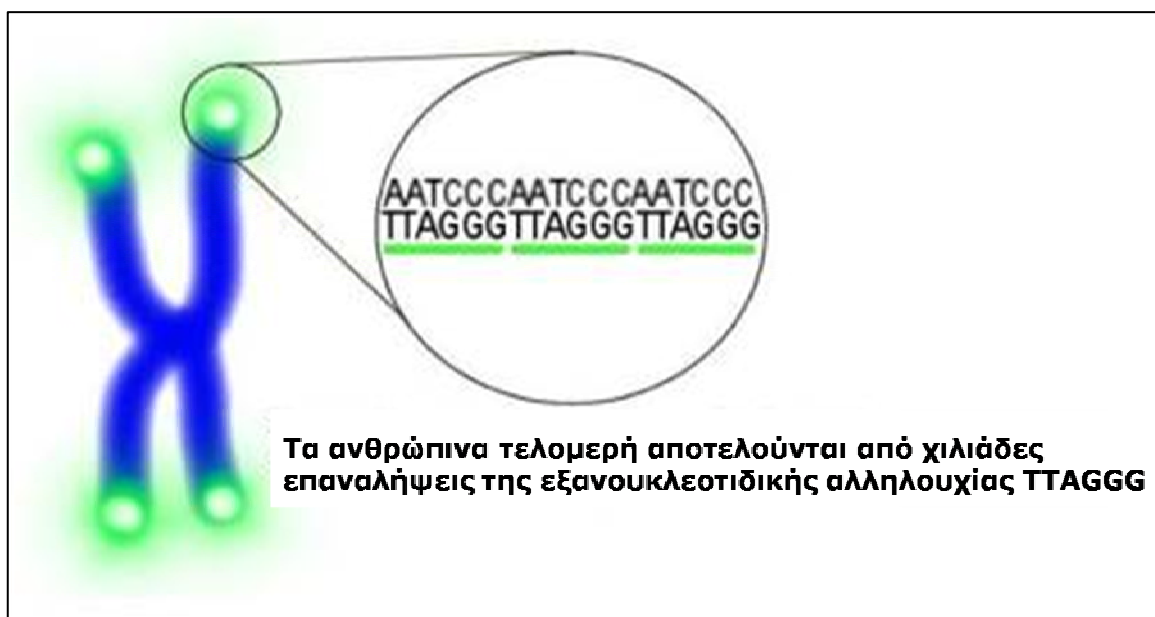 AATCCCAATCCCAATCCC
TTAGGGTTAGGGTTAGGG
Τα ανθρώπινα τελομερή αποτελούνται από χιλιάδες
επαναλήψεις της εξανουκλεοτιδικής αλληλουχίας TTAGGG